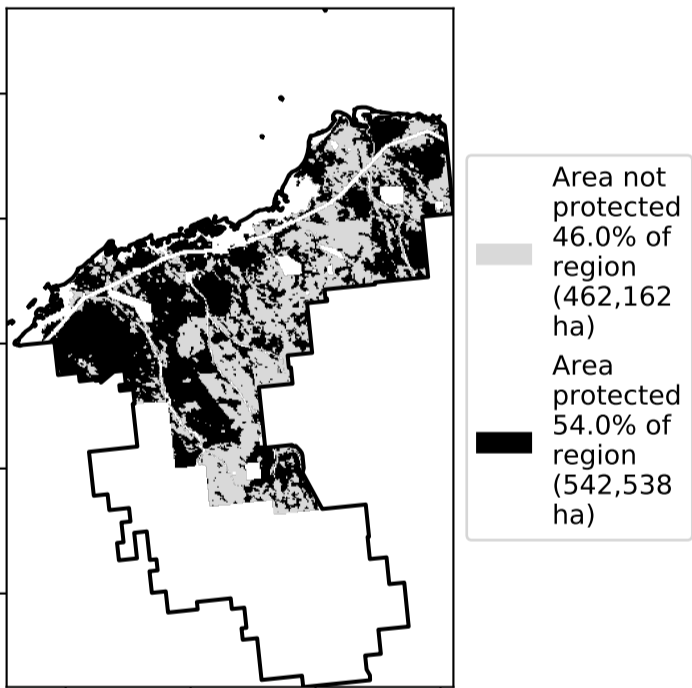 Area not
protected
46.0% of
region
(462,162
ha)
Area
protected
54.0% of
region
(542,538
ha)